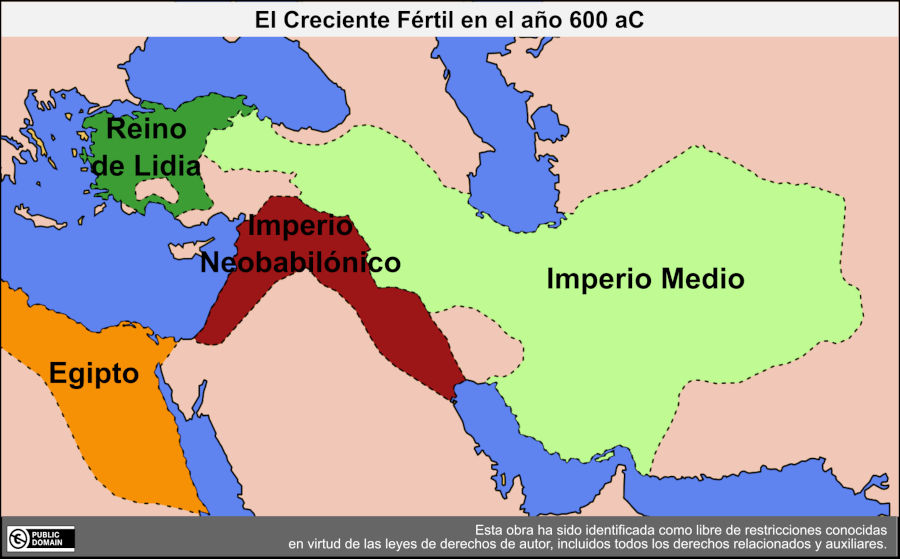 El Creciente Fértil en el año 600 aC
Reino
de Lidia
Imperio
Neobabilónico
Imperio Medio
Egipto
PUBLIC
DOMAIN
Esta obra ha sido identificada como libre de restricciones conocidas
en virtud de las leyes de derechos de autor, incluidos todos los derechos relacionados y auxiliares.